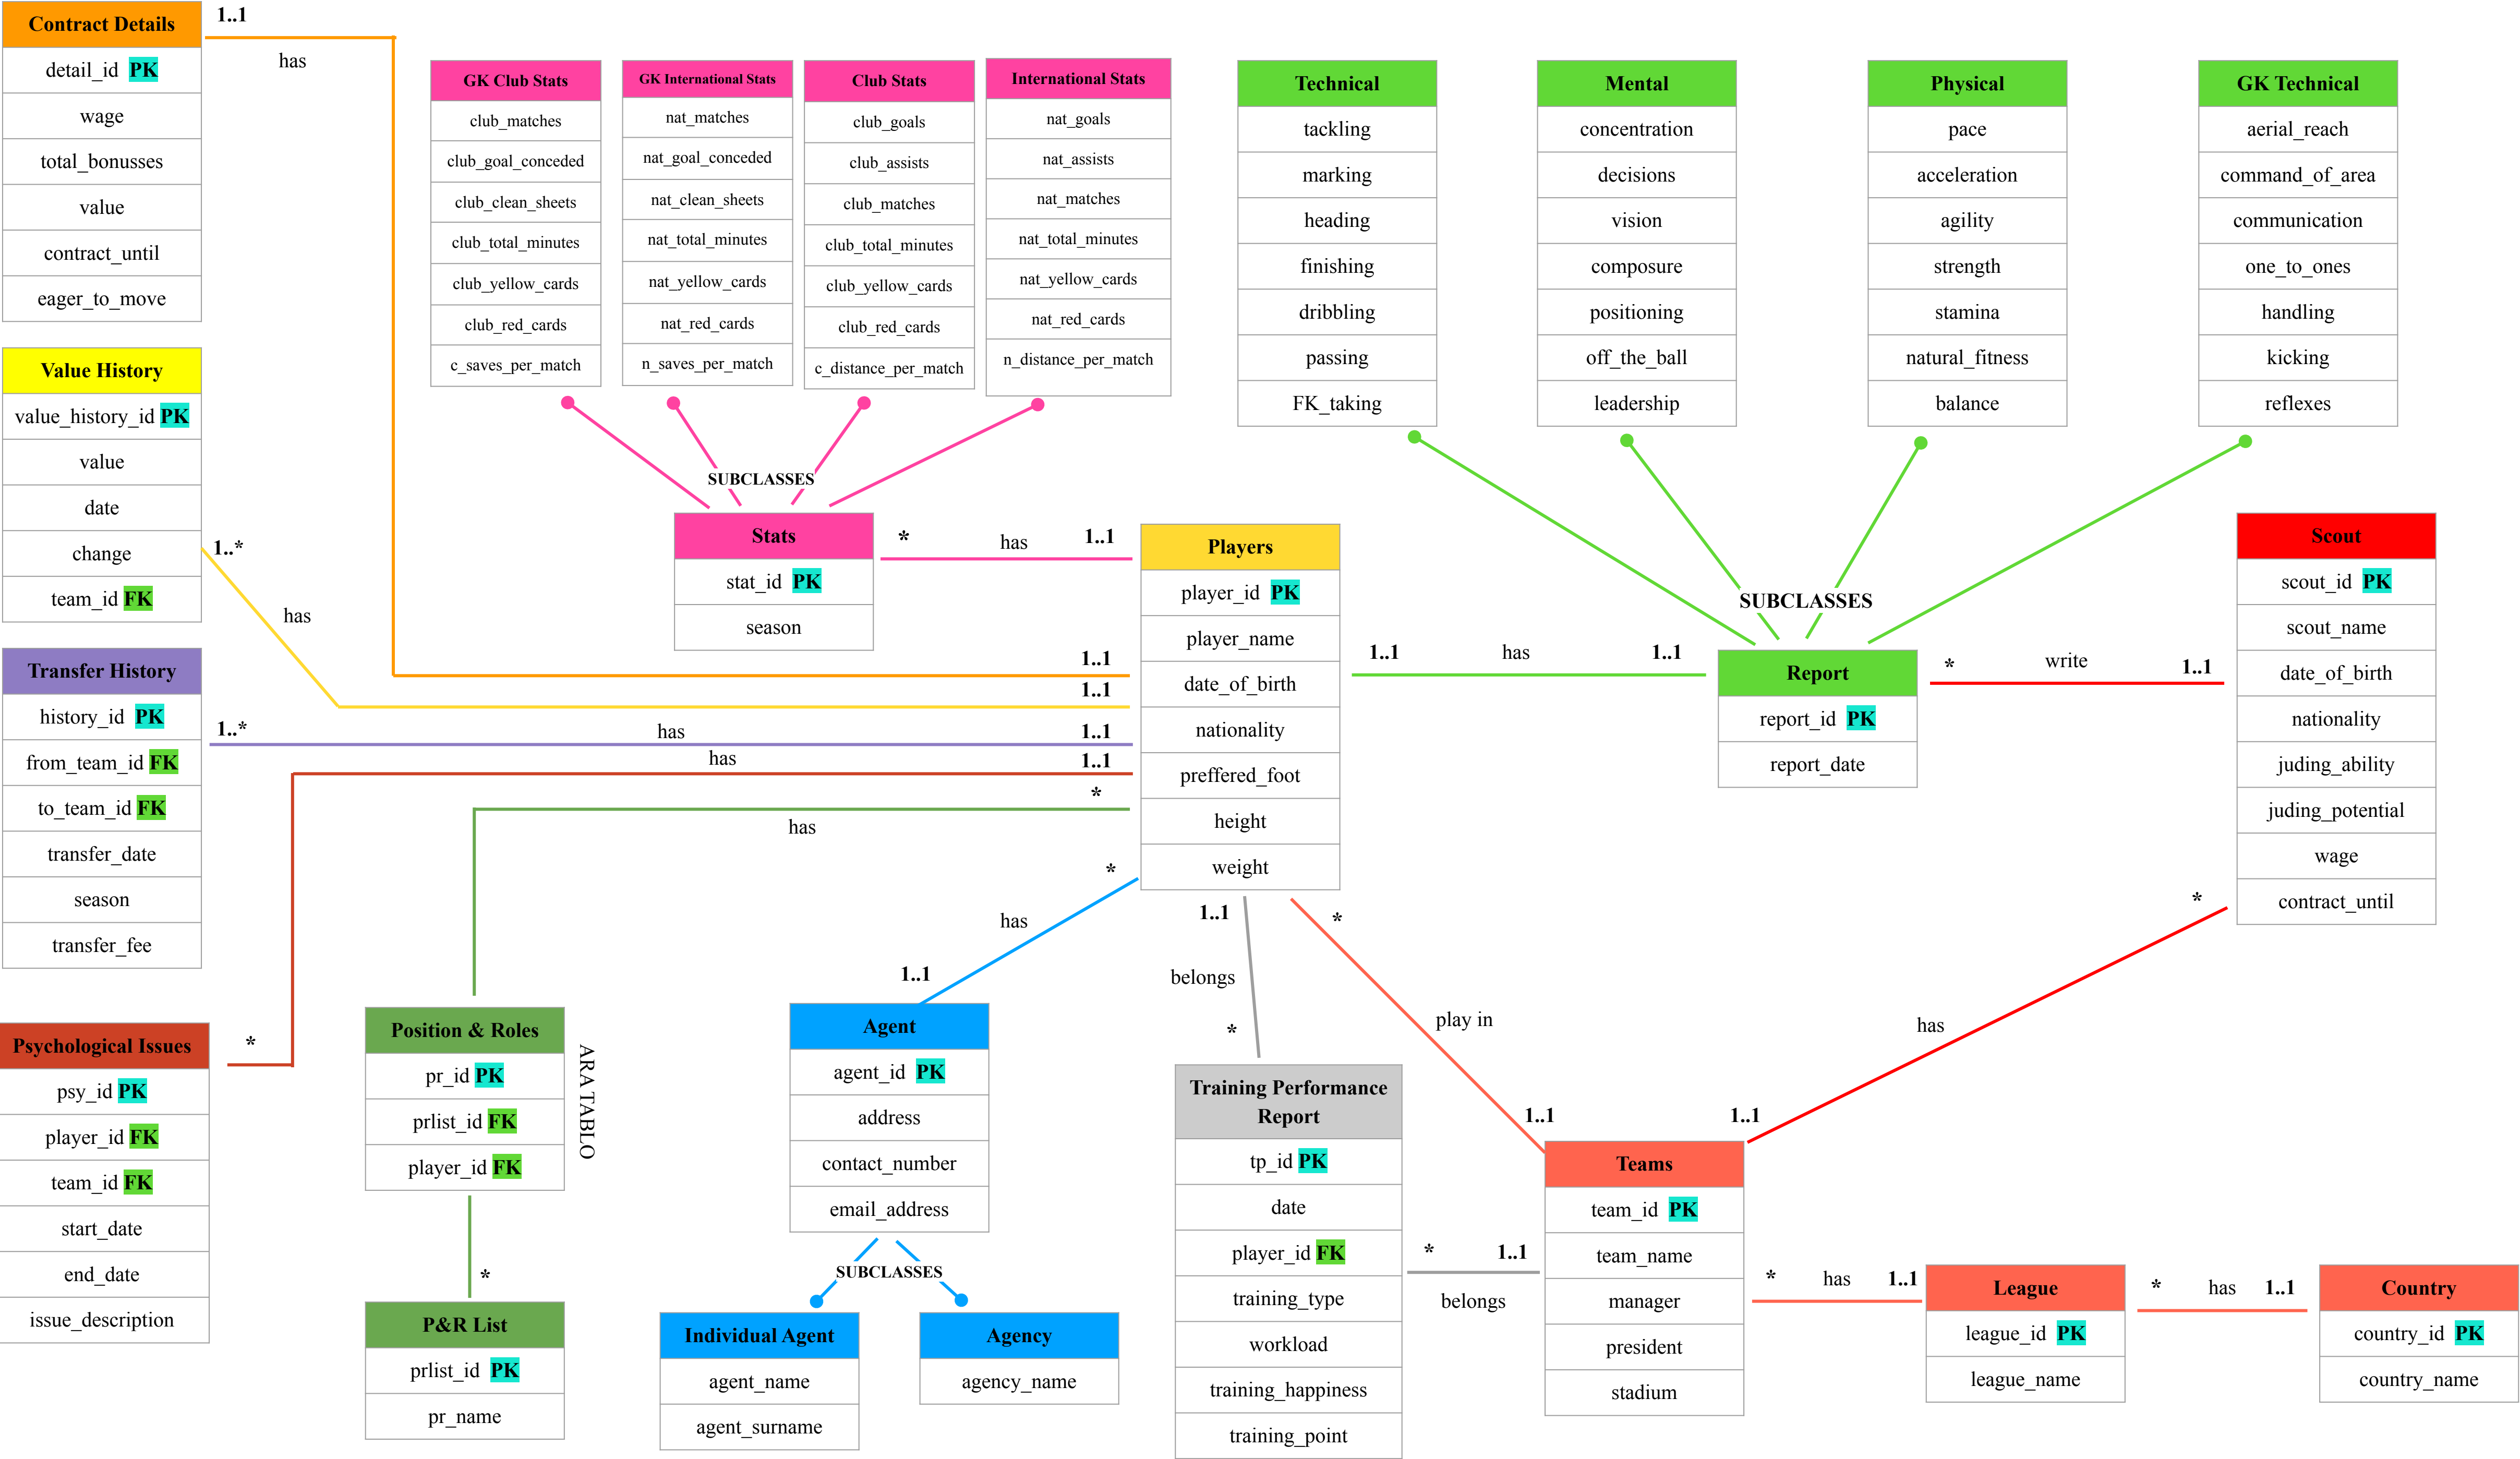 Contract Details
detail_id PK
wage
total_bonusses
value
contract_until
eager_to_move
1..1
has
Value History
value_history_id PK
value
date
change
team_id FK
1..*
has
Transfer History
history_id PK
from_team_id FK
to_team_id FK
transfer_date
season
transfer_fee
1..*
has
has
Psychological Issues
psy_id PK
player_id FK
team_id FK
start_date
end_date
issue_description
*
GK Club Stats
club_matches
club_goal_conceded
club_clean_sheets
club_total_minutes
club_yellow_cards
club_red_cards
c_saves_per_match
GK International Stats
nat_matches
nat_goal_conceded
nat_clean_sheets
nat_total_minutes
nat_yellow_cards
nat_red_cards
n_saves_per_match
Club Stats
club_goals
club_assists
club_matches
club_total_minutes
club_yellow_cards
club_red_cards
c_distance_per_match
International Stats
nat_goals
nat_assists
nat_matches
nat_total_minutes
nat_yellow_cards
nat_red_cards
n_distance_per_match
SUBCLASSES
Stats
stat_id PK
season
*
has
1..1
1..1
1..1
1..1
1..1
*
has
*
Players
player_id PK
player_name
date_of_birth
nationality
preffered_foot
height
weight
Technical
tackling
marking
heading
finishing
dribbling
passing
FK_taking
Mental
concentration
decisions
vision
composure
positioning
off_the_ball
leadership
Physical
pace
acceleration
agility
strength
stamina
natural_fitness
balance
GK Technical
aerial_reach
command_of_area
communication
one_to_ones
handling
kicking
reflexes
SUBCLASSES
1..1
has
1..1
Report
report_id PK
report_date
*
write
1..1
Scout
scout_id PK
scout_name
date_of_birth
nationality
juding_ability
juding_potential
wage
contract_until
*
has
1..1
Position & Roles
pr_id PK
prlist_id FK
player_id FK
ARA TABLO
*
P&R List
prlist_id PK
pr_name
has
1..1
Agent
agent_id PK
address
contact_number
email_address
SUBCLASSES
Individual Agent
agent_name
agent_surname
Agency
agency_name
1..1
belongs
*
Training Performance
Report
tp_id PK
date
player_id FK
training_type
workload
training_happiness
training_point
*
play in
1..1
*
1..1
belongs
Teams
team_id PK
team_name
manager
president
stadium
*
has
1..1
League
league_id PK
league_name
*
has
1..1
Country
country_id PK
country_name